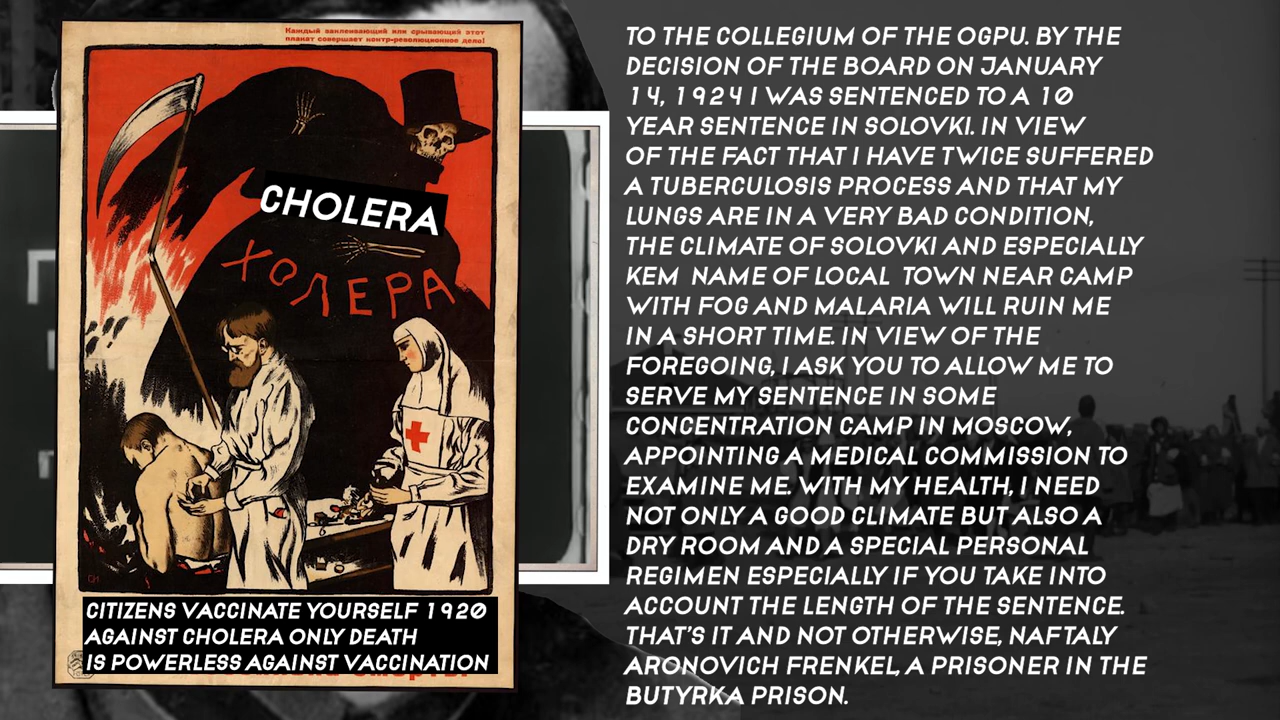 Каждый заклеивающий или срывающий этот
плакат совершает контр-революционное дело!
CHOLERA
ХОЛЕРА
CITIZENS VACCINATE YOURSELF 1920
AGAINST CHOLERA ONLY DEATH
IS POWERLESS AGAINST VACCINATION
TO THE COLLEGIUM OF THE OGPU. BY THE
DECISION OF THE BOARD ON JANUARY
14, 1924 I WAS SENTENCED TO A 10
YEAR SENTENCE IN SOLOVKI. IN VIEW
OF THE FACT THAT I HAVE TWICE SUFFERED
A TUBERCULOSIS PROCESS AND THAT MY
LUNGS ARE IN A VERY BAD CONDITION,
THE CLIMATE OF SOLOVKI AND ESPECIALLY
KEM NAME OF LOCAL TOWN NEAR CAMP
WITH FOG AND MALARIA WILL RUIN ME
IN A SHORT TIME. IN VIEW OF THE
FOREGOING, I ASK YOU TO ALLOW ME TO
SERVE MY SENTENCE IN SOME
CONCENTRATION CAMP IN MOSCOW,
APPOINTING A MEDICAL COMMISSION TO
EXAMINE ME. WITH MY HEALTH, I NEED
NOT ONLY A GOOD CLIMATE BUT ALSO A
DRY ROOM AND A SPECIAL PERSONAL
REGIMEN ESPECIALLY IF YOU TAKE INTO
ACCOUNT THE LENGTH OF THE SENTENCE.
THAT'S IT AND NOT OTHERWISE, NAFTALY
ARONOVICH FRENKEL, A PRISONER IN THE
BUTYRKA PRISON.